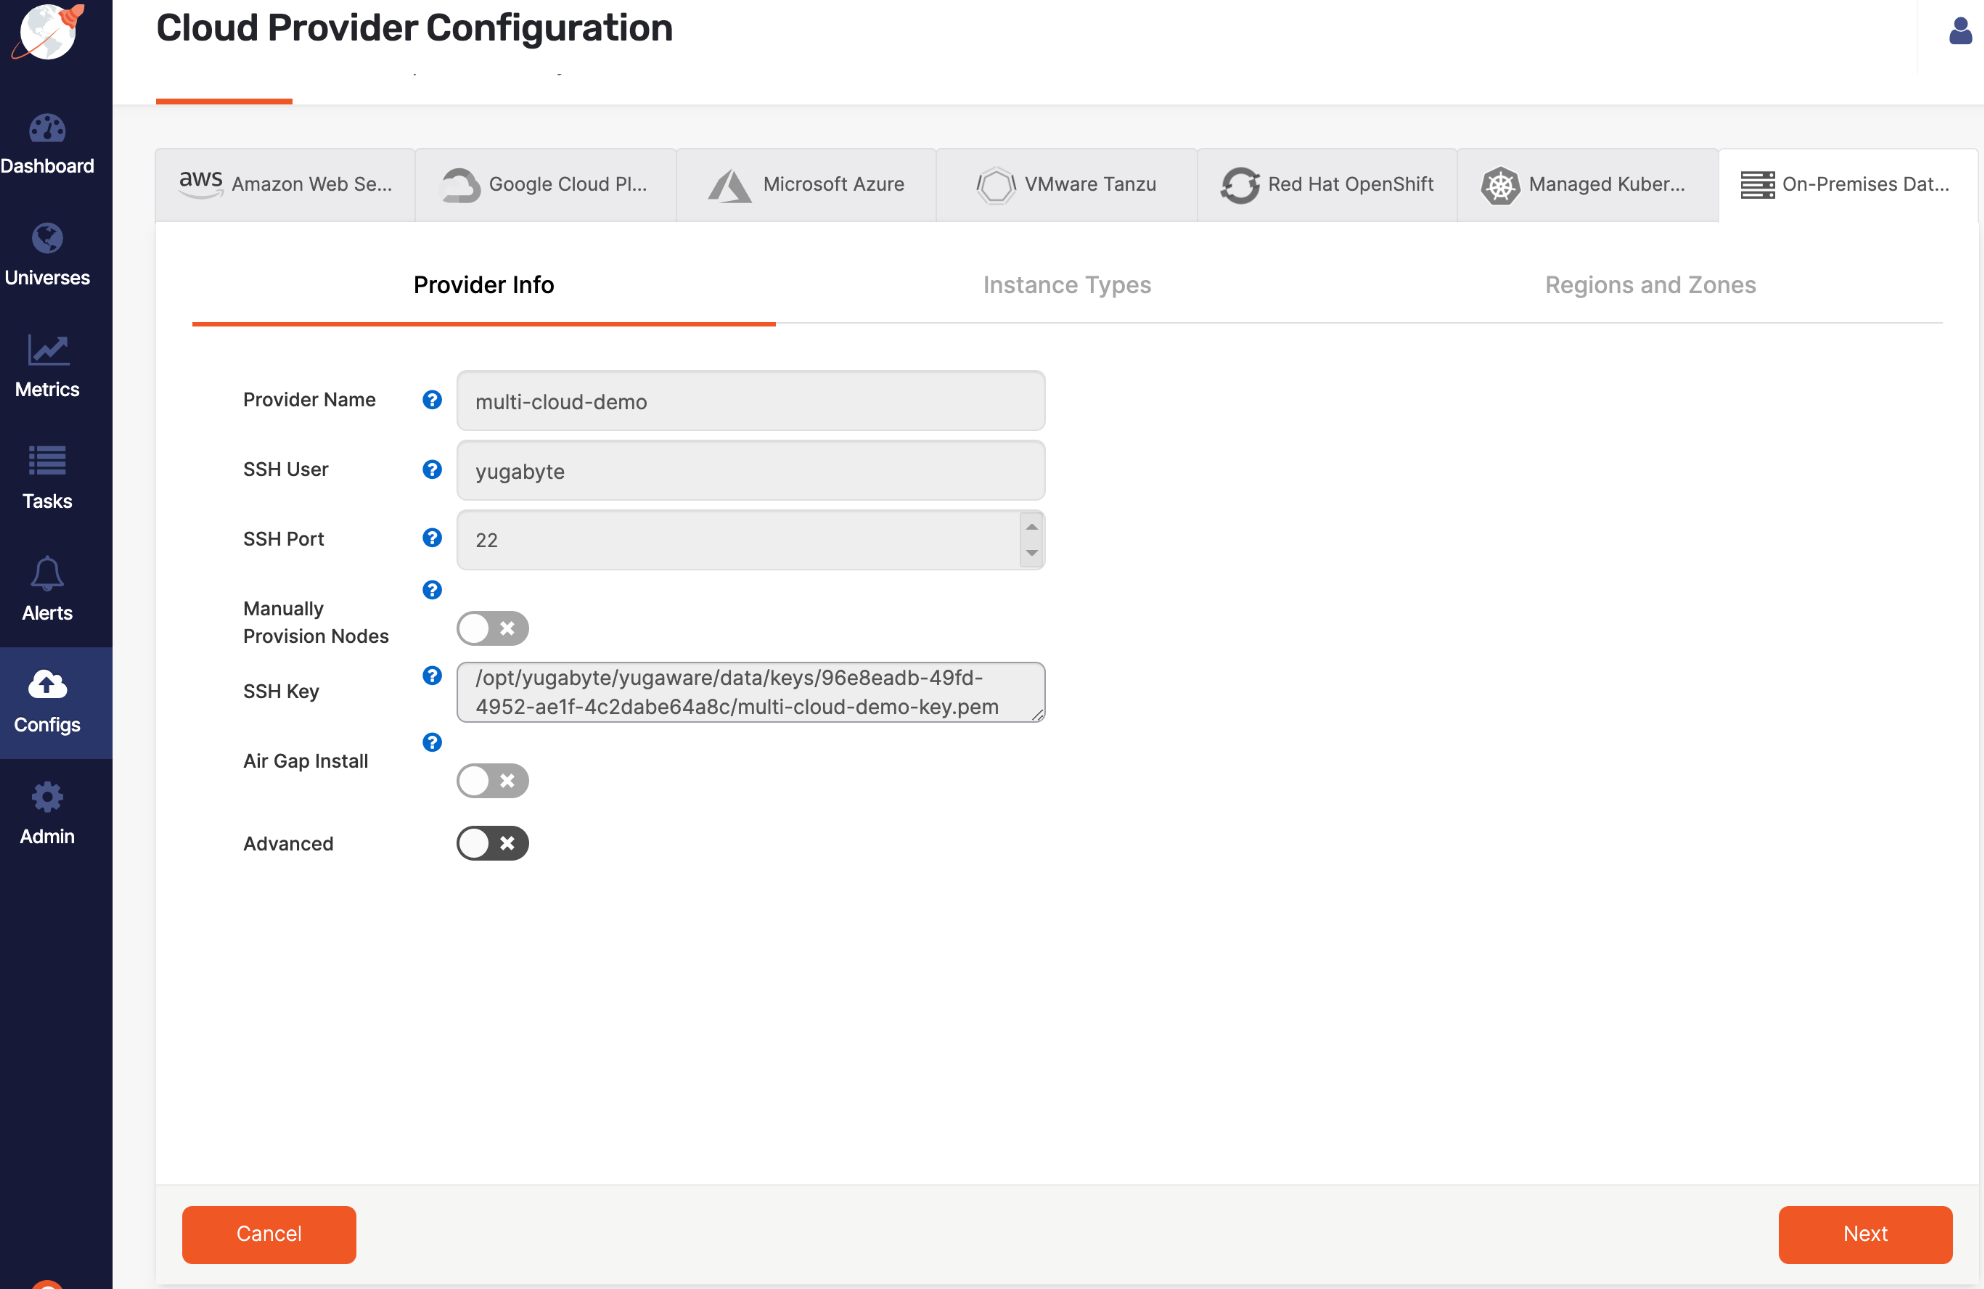 Cloud Provider Configuration
Dashboard
Universes
Metrics
Tasks
Alerts
Configs
Admin
aws Amazon Web Se...
Google Cloud Pl...
Microsoft Azure
VMware Tanzu
Red Hat OpenShift
Managed Kuber...
On-Premises Dat...
Provider Info
Instance Types
Regions and Zones
Provider Name ? multi-cloud-demo
SSH User ? yugabyte
SSH Port ? 22
Manually ?
Provision Nodes
SSH Key ? /opt/yugabyte/yugaware/data/keys/96e8eadb-49fd-
4952-ae1f-4c2dabe64a8c/multi-cloud-demo-key.pem
Air Gap Install ?
Advanced
Cancel
Next